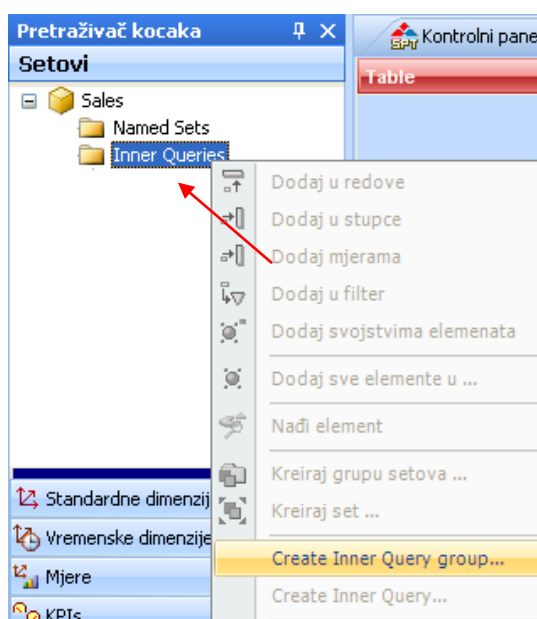 Pretraživač kocaka
Setovi
Sales
Named Sets
Inner Queries
SPT Kontrolni pane
Table
Dodaj u redove
Dodaj u stupce
Dodaj mjerama
Dodaj u filter
Dodaj svojstvima elemenata
Dodaj sve elemente u ...
Nađi element
Kreiraj grupu setova ...
Kreiraj set ...
Create Inner Query group...
Create Inner Query...
Standardne dimenzij
Vremenske dimenzije
Mjere
KPIs